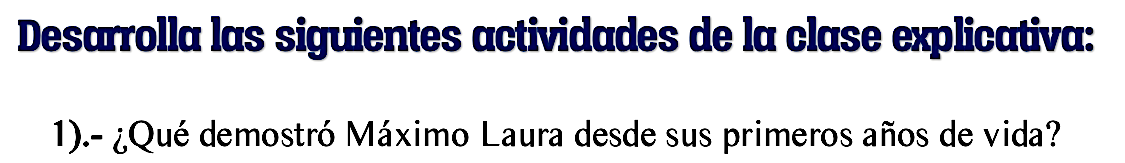 Desarrolla las siguientes actividades de la clase explicativa:
1).- ¿Qué demostró Máximo Laura desde sus primeros años de vida?